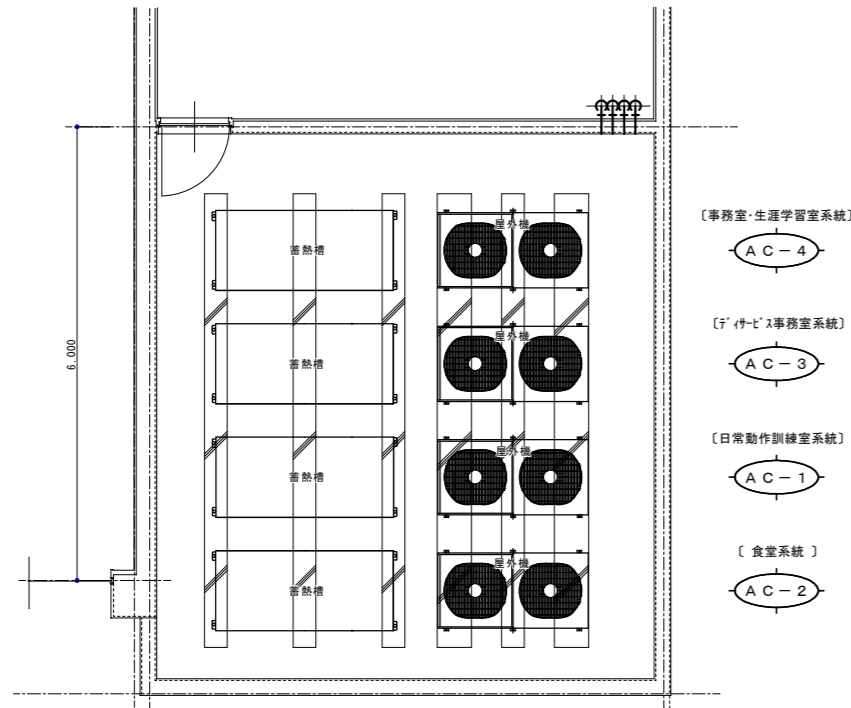 屋外機
〔事務室・生涯学習室系統〕
蓄熱槽
AC-4
屋外機
〔ﾃﾞｨｻｰﾋﾞｽ事務室系統〕
6.000
蓄熱槽
AC-3
〔日常動作訓練室系統〕
屋外機
蓄熱槽
AC-1
〔 食堂系統 〕
屋外機
蓄熱槽
AC-2